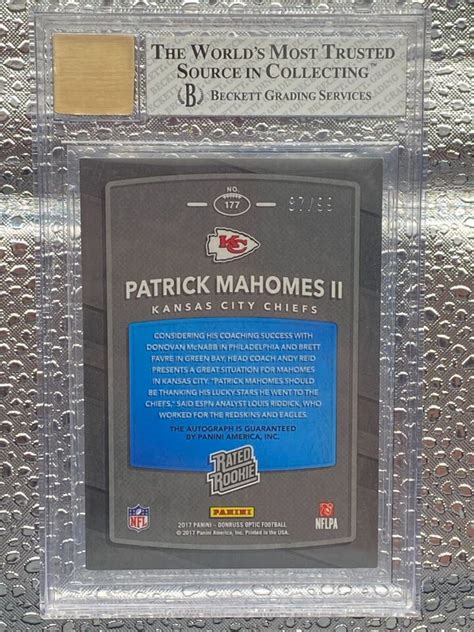 THE WORLD'S MOST TRUSTED
SOURCE IN COLLECTING™
B BECKETT GRADING SERVICES
NO.
177
97/99
KC
PATRICK MAHOMES II
KANSAS CITY CHIEFS
CONSIDERING HIS COACHING SUCCESS WITH
DONOVAN McNABB IN PHILADELPHIA AND BRETT
FAVRE IN GREEN BAY, HEAD COACH ANDY REID
PRESENTS A GREAT SITUATION FOR MAHOMES
IN KANSAS CITY. "PATRICK MAHOMES SHOULD
BE THANKING HIS LUCKY STARS HE WENT TO THE
CHIEFS," SAID ESPN ANALYST LOUIS RIDDICK, WHO
WORKED FOR THE REDSKINS AND EAGLES.
THE AUTOGRAPH IS GUARANTEED BY
PANINI AMERICA, INC.
RATED
ROOKIE
PANINI
NFL
NFLPA
2017 PANINI – DONRUSS OPTIC FOOTBALL
© 2017 Panini America, Inc. Printed in the USA.